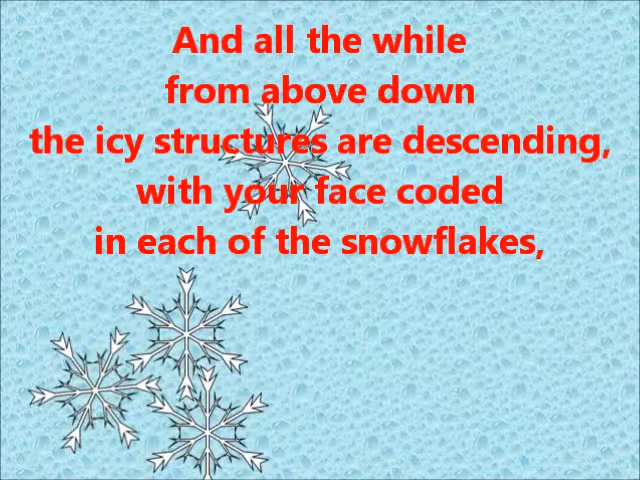 And all the while
from above down
the icy structures are descending,
with your face coded
in each of the snowflakes,